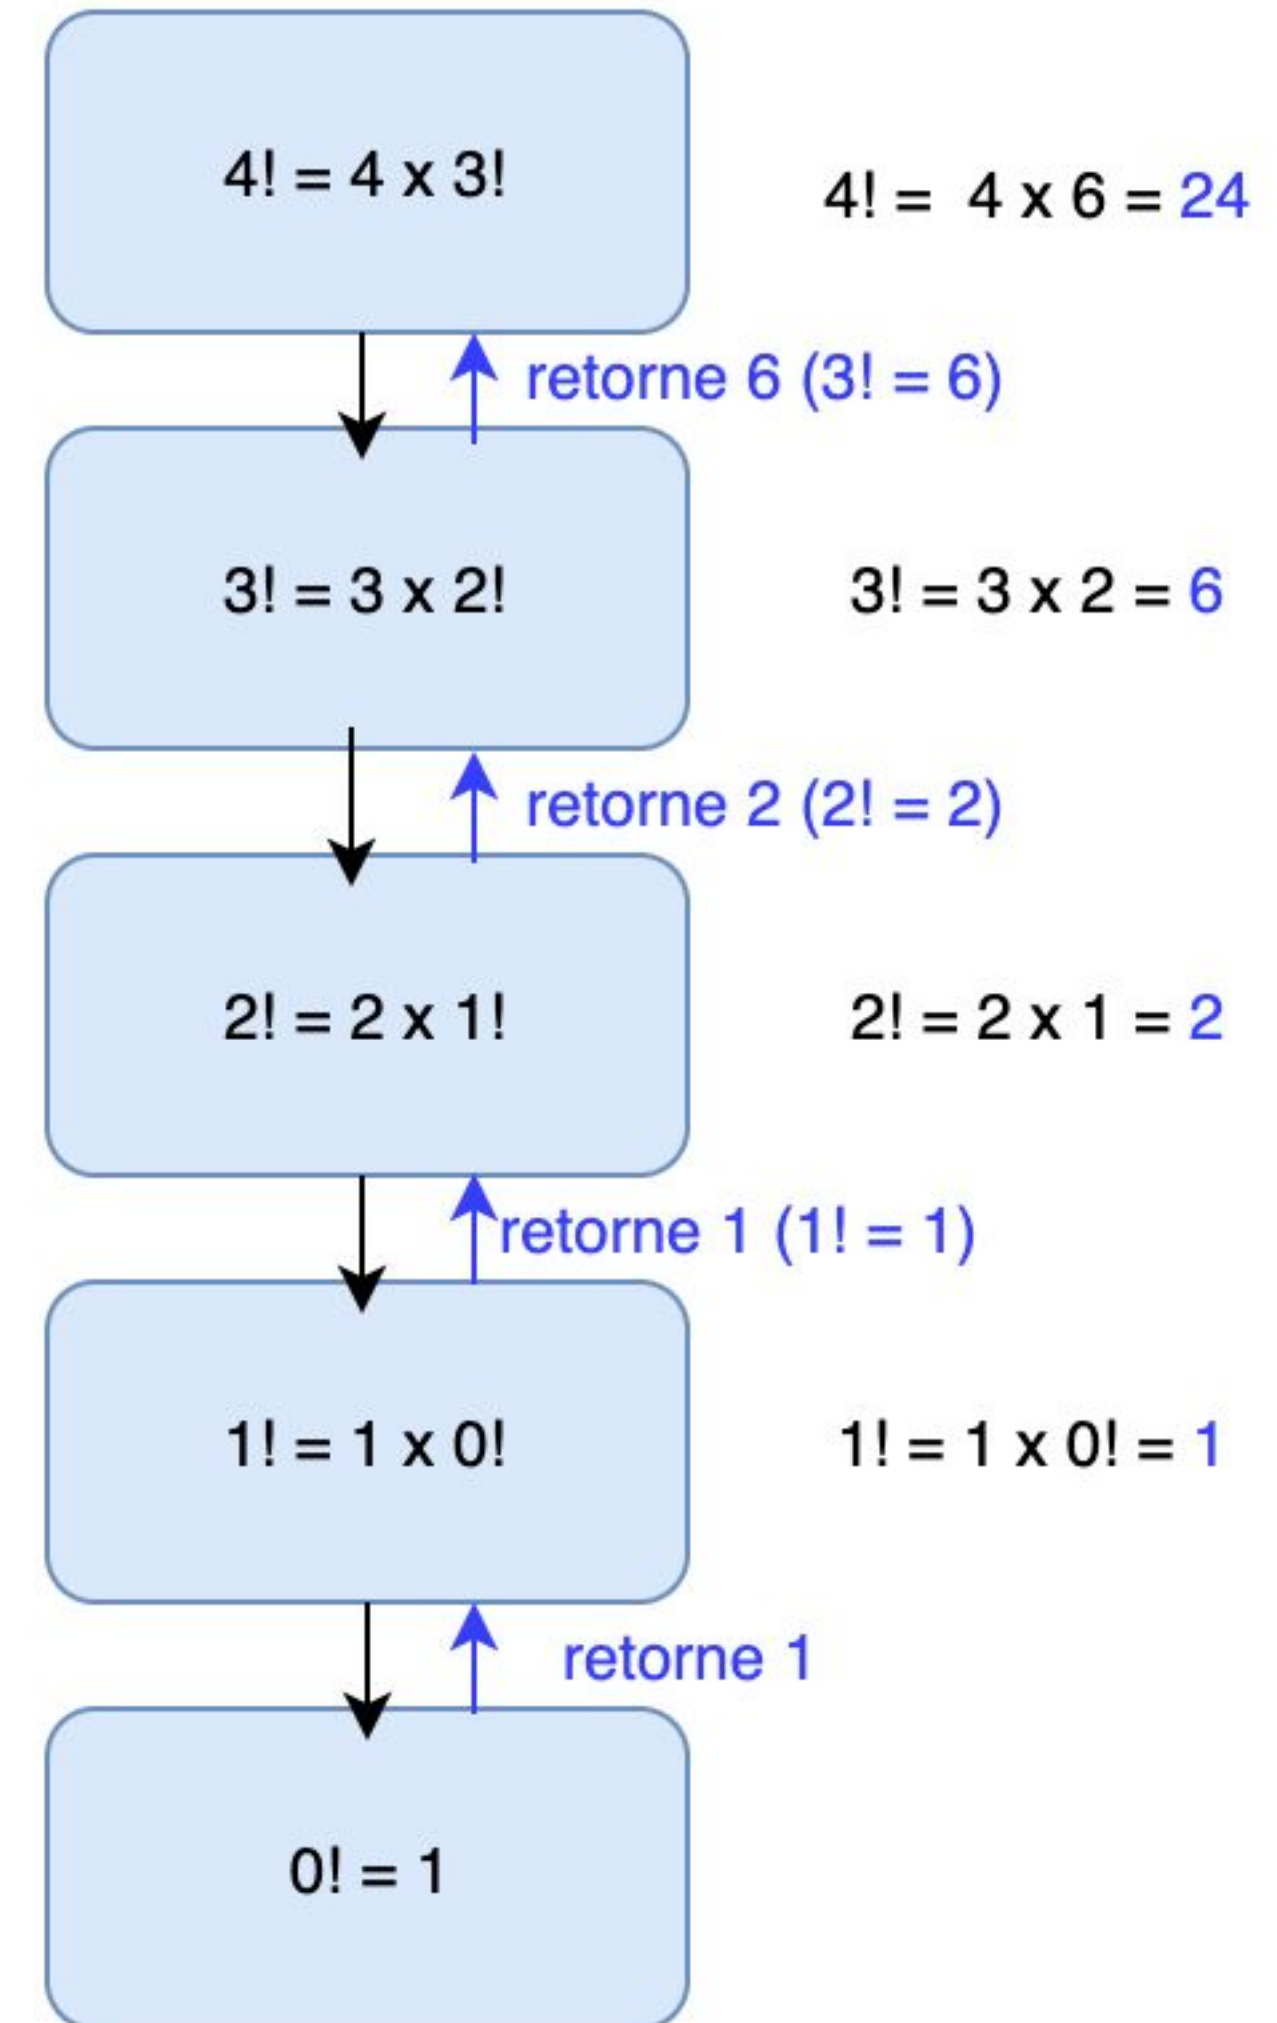 4! = 4 x 3!
4! =  4 x 6 = 24
retorne 6 (3! = 6)
3! = 3 x 2!
3! = 3 x 2 = 6
retorne 2 (2! = 2)
2! = 2 x 1!
2! = 2 x 1 = 2
retorne 1 (1! = 1)
1! = 1 x 0!
1! = 1 x 0! = 1
retorne 1
0! = 1